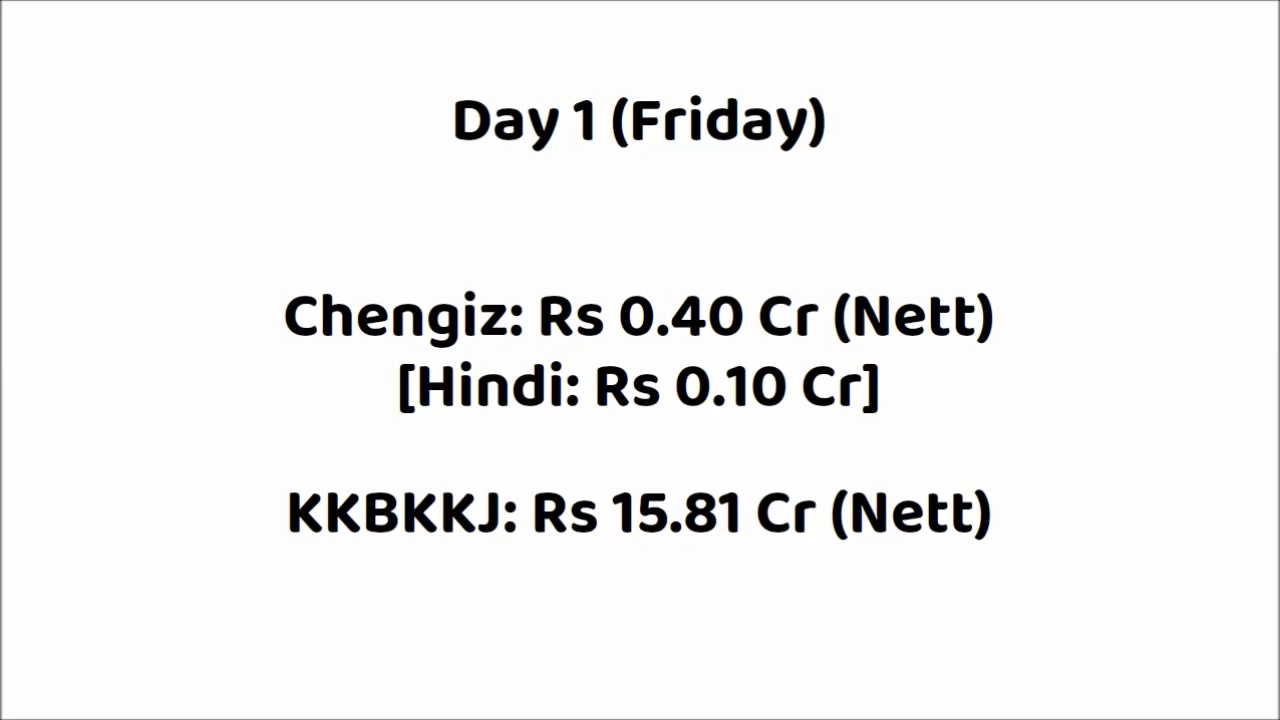 Day 1 (Friday)
Chengiz: Rs 0.40 Cr (Nett)
[Hindi: Rs 0.10 Cr]
KKBKKJ: Rs 15.81 Cr (Nett)